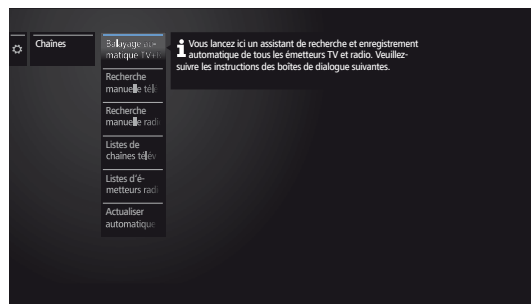 Chaînes
Balayage au-
matique TV+R
Recherche
manuelle télé
Recherche
manuelle radi
Listes de
chaînes télév
Listes d'é-
metteurs radi
Actualiser
automatique
Vous lancez ici un assistant de recherche et enregistrement
automatique de tous les émetteurs TV et radio. Veuillez-
suivre les instructions des boîtes de dialogue suivantes.